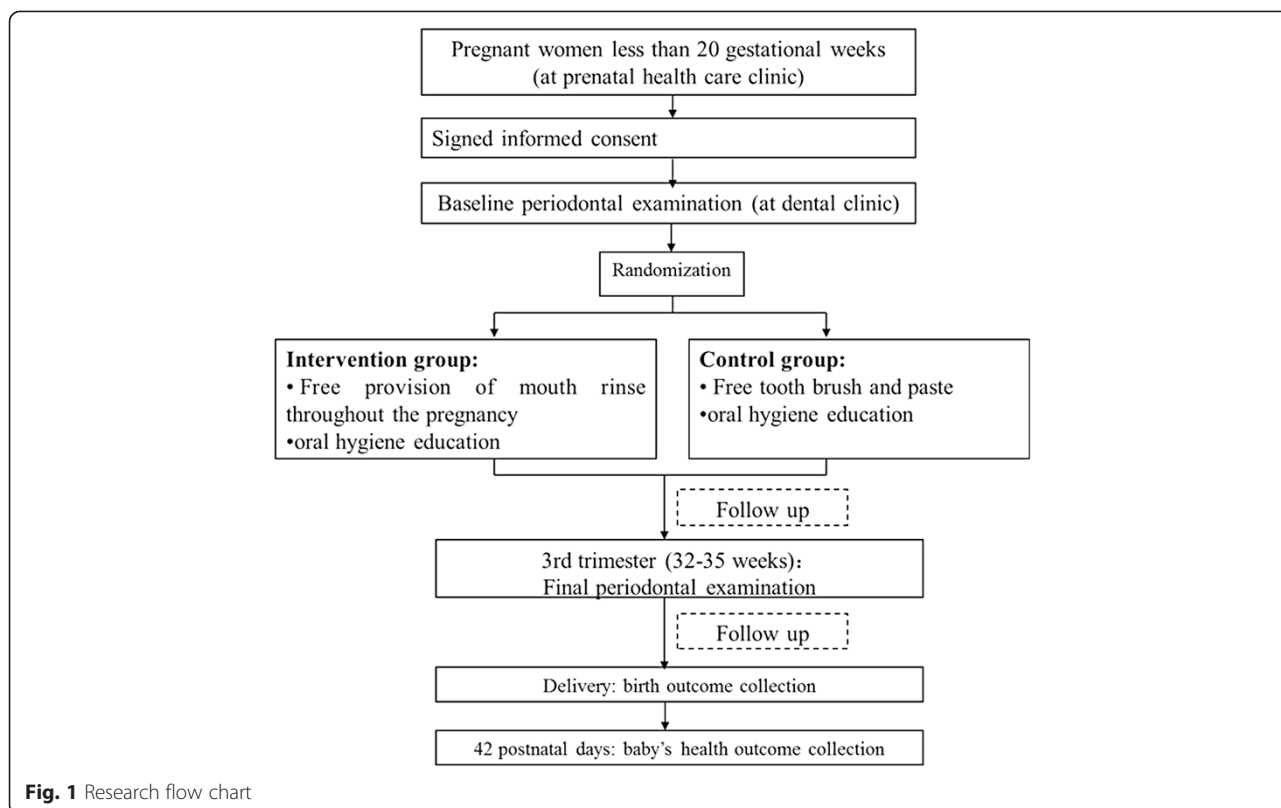 Pregnant women less than 20 gestational weeks
(at prenatal health care clinic)
Signed informed consent
Baseline periodontal examination (at dental clinic)
Randomization
Intervention group:
• Free provision of mouth rinse
throughout the pregnancy
•oral hygiene education
Control group:
• Free tooth brush and paste
•oral hygiene education
Follow up
3rd trimester (32-35 weeks)：
Final periodontal examination
Follow up
Delivery: birth outcome collection
42 postnatal days: baby’s health outcome collection
Fig. 1 Research flow chart